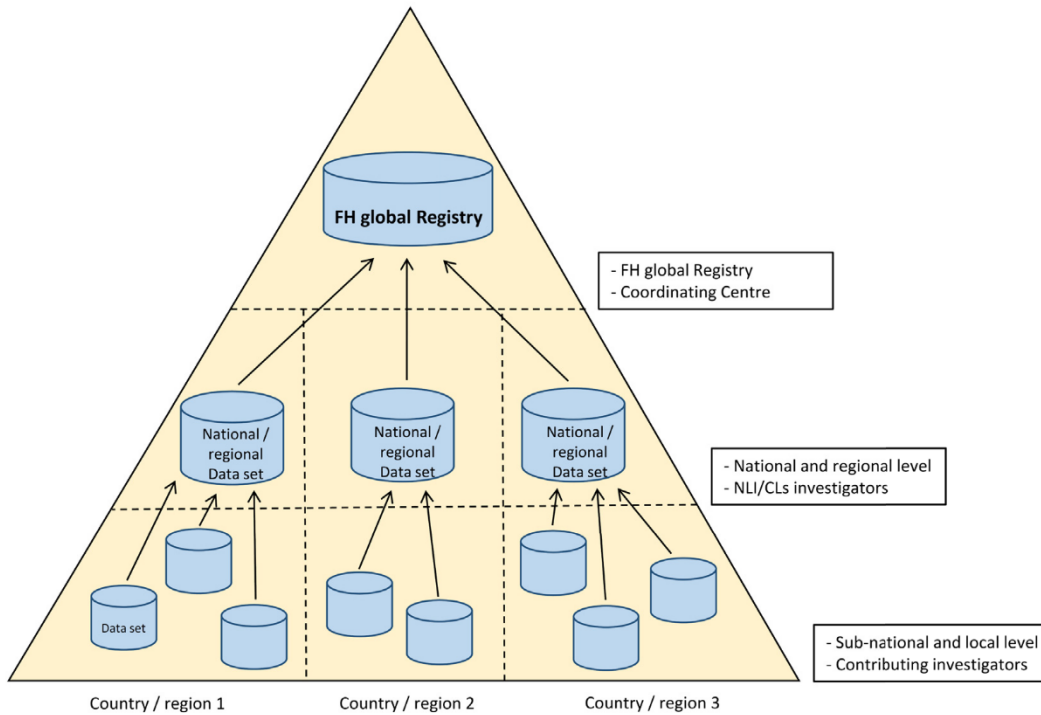 FH global Registry
- FH global Registry
- Coordinating Centre
National /
regional
Data set
National /
regional
Data set
National /
regional
Data set
- National and regional level
- NLI/CLs investigators
Data set
- Sub-national and local level
- Contributing investigators
Country / region 1
Country / region 2
Country / region 3